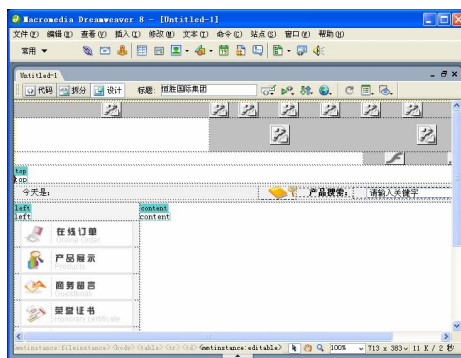 Macromedia Dreamweaver 8 - [Untitled-1]
文件(F) 编辑(E) 查看(V) 插入(I) 修改(M) 文本(T) 命令(C) 站点(S) 窗口(W) 帮助(H)
常用
Untitled-1
代码 拆分 设计 标题: 恒胜国际集团
top
top
今天是: 产品搜索: 请输入关键字
left content
left content
在线订单
Online Order
产品展示
Products
商务留言
Guestbook
荣誉证书
Honorary certificate
<mmtinstance:fileinstance> <body> <table> <tr> <td> <mmtinstance:editable> 100% 713 x 383 11 K / 2 秒